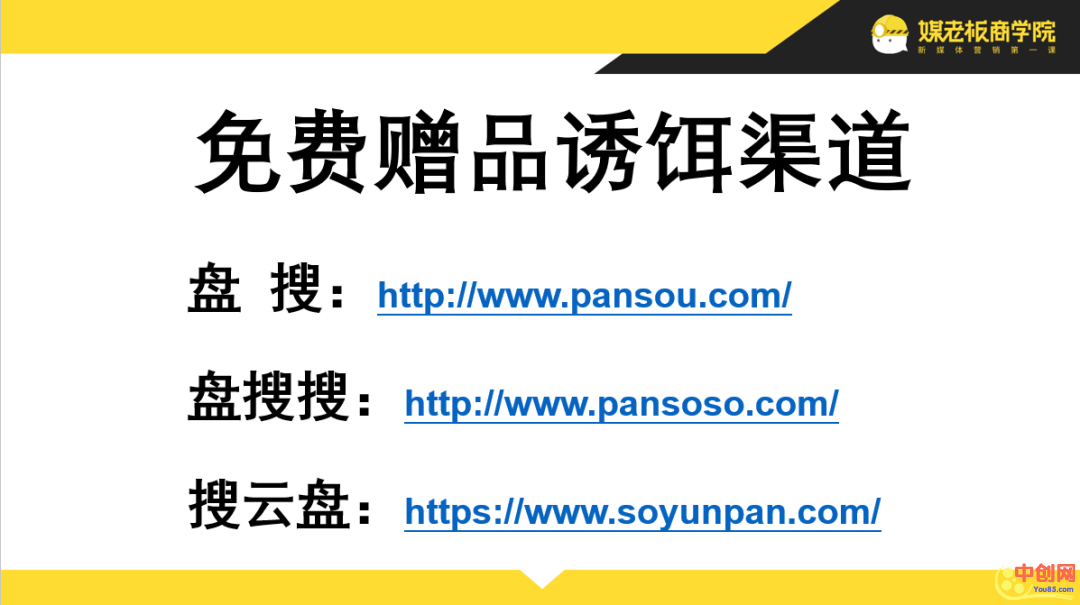 媒老板商学院
新媒体营销第一课
免费赠品诱饵渠道
盘 搜：http://www.pansou.com/
盘搜搜：http://www.pansoso.com/
搜云盘：https://www.soyunpan.com/
中创网
You85.com